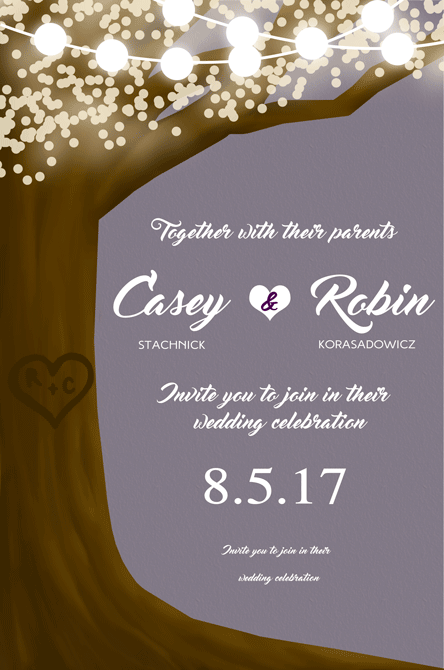 Together with their parents
Casey & Robin
STACHNICK KORASADOWICZ
R + C
Invite you to join in their
wedding celebration
8.5.17
Invite you to join in their
wedding celebration